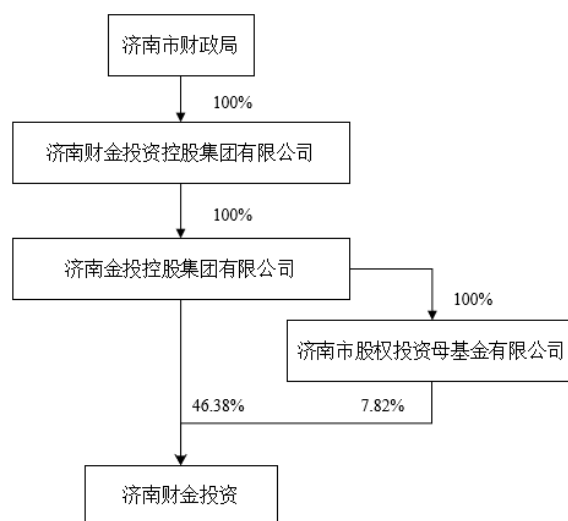 济南市财政局
100%
济南财金投资控股集团有限公司
100%
济南金投控股集团有限公司
100%
济南市股权投资母基金有限公司
46.38%
7.82%
济南财金投资